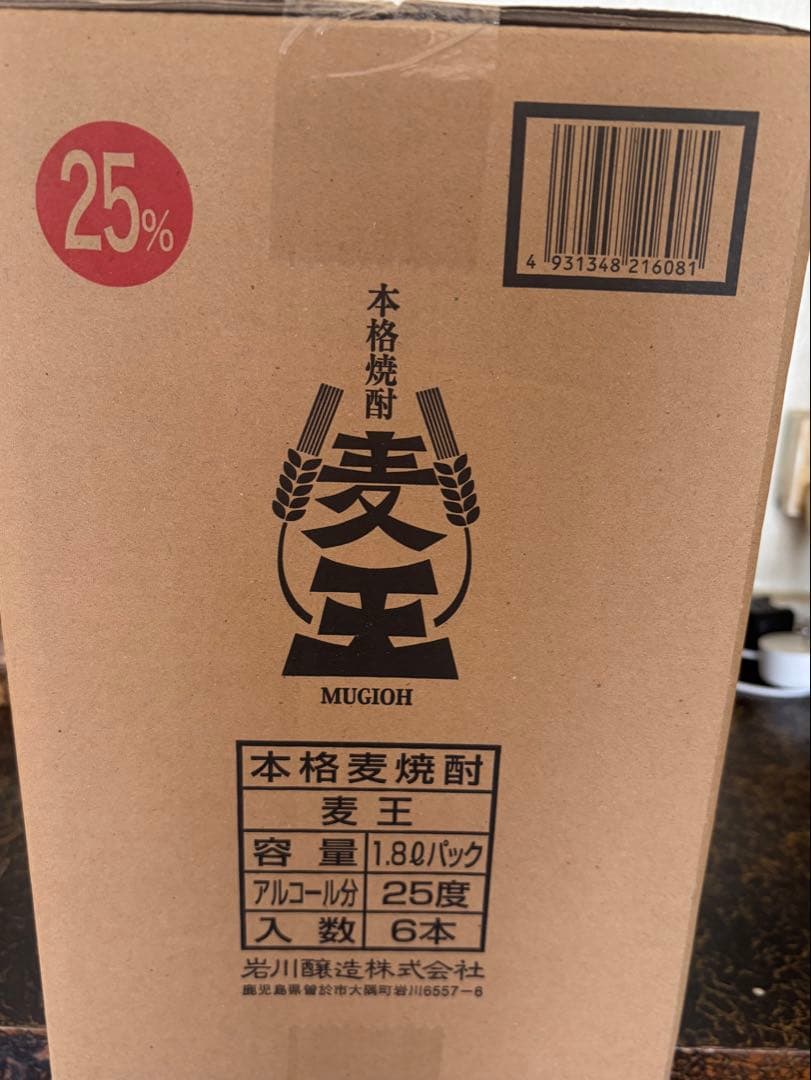 25%
4 931348 216081
本格焼酎
麦王
MUGIOH
本格麦焼酎
麦王
容量 1.8ℓパック
アルコール分 25度
入数 6本
岩川醸造株式会社
鹿児島県曽於市大隅町岩川6557-6